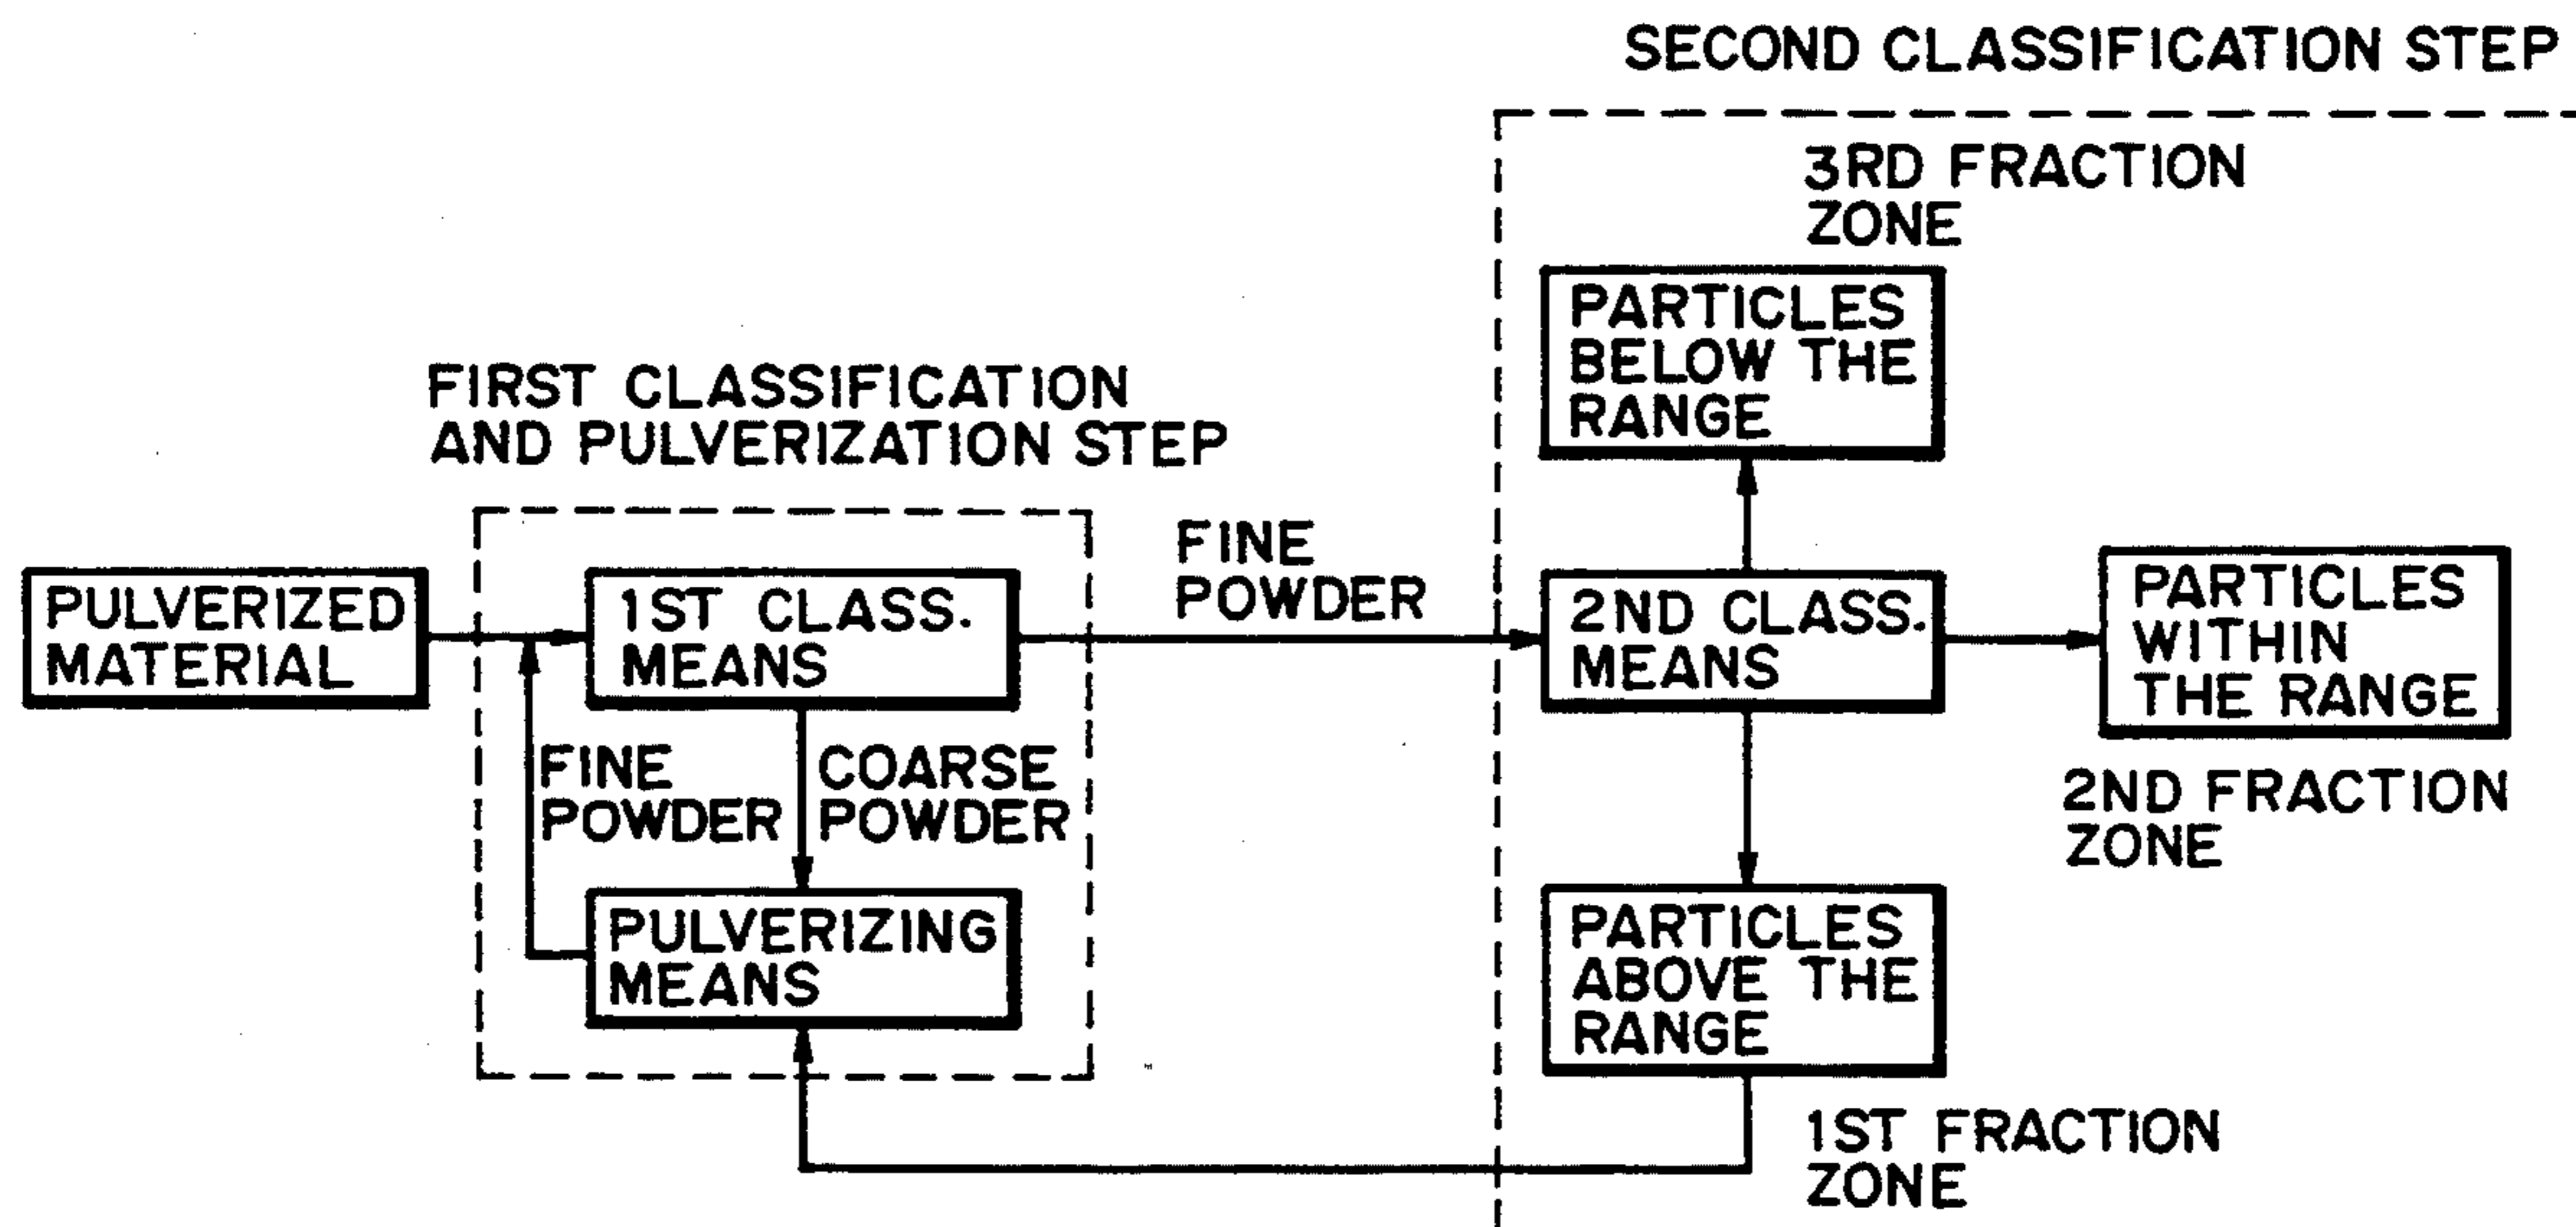 SECOND CLASSIFICATION STEP
3RD FRACTION
ZONE
PARTICLES
BELOW THE
RANGE
FIRST CLASSIFICATION
AND PULVERIZATION STEP
PULVERIZED
MATERIAL
1ST CLASS.
MEANS
FINE
POWDER
2ND CLASS.
MEANS
PARTICLES
WITHIN
THE RANGE
2ND FRACTION
ZONE
FINE
POWDER
COARSE
POWDER
PULVERIZING
MEANS
PARTICLES
ABOVE THE
RANGE
1ST FRACTION
ZONE